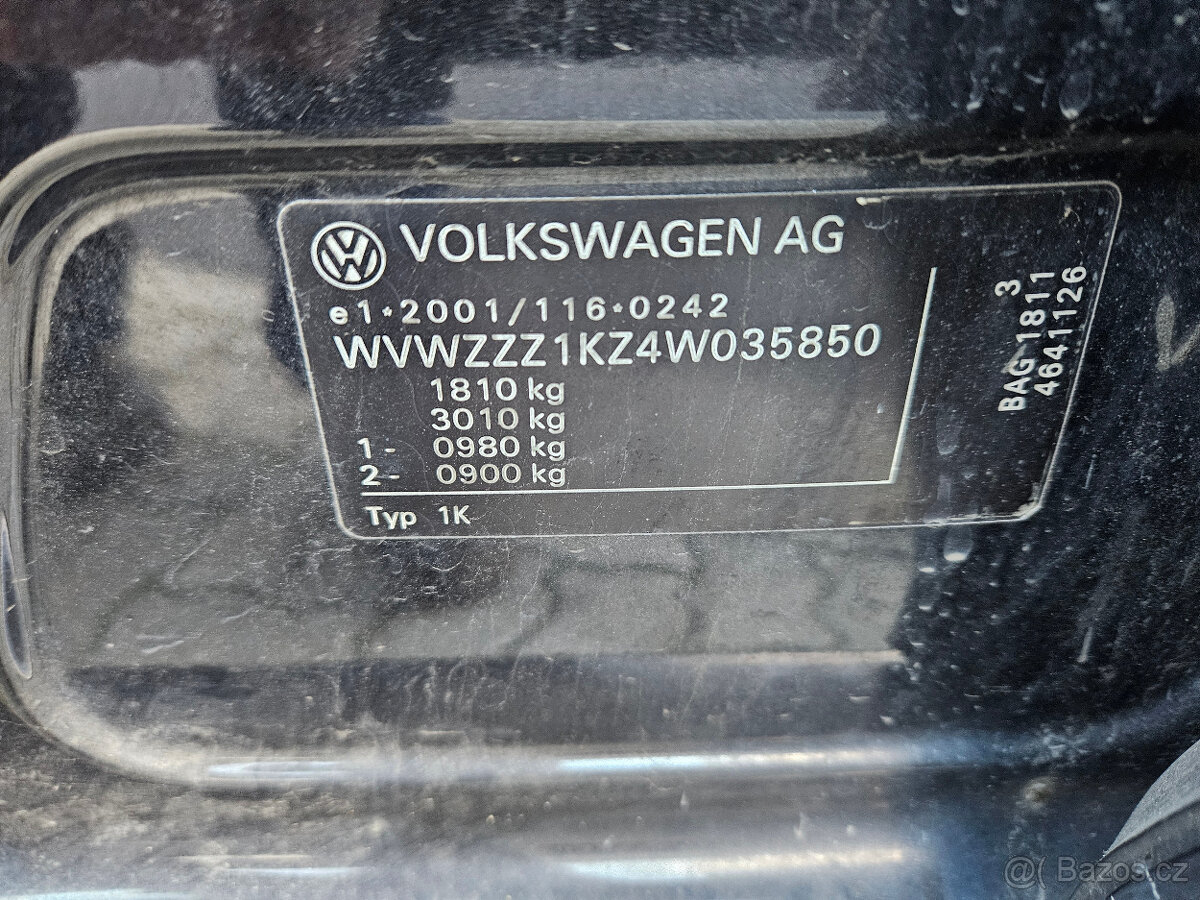 VW VOLKSWAGEN AG
e1*2001/116*0242
WVWZZZ1KZ4W035850
1810 kg
3010 kg
1- 0980 kg
2- 0900 kg
Typ 1K
3
BAG 1811
4641126
@( Bazos.cz